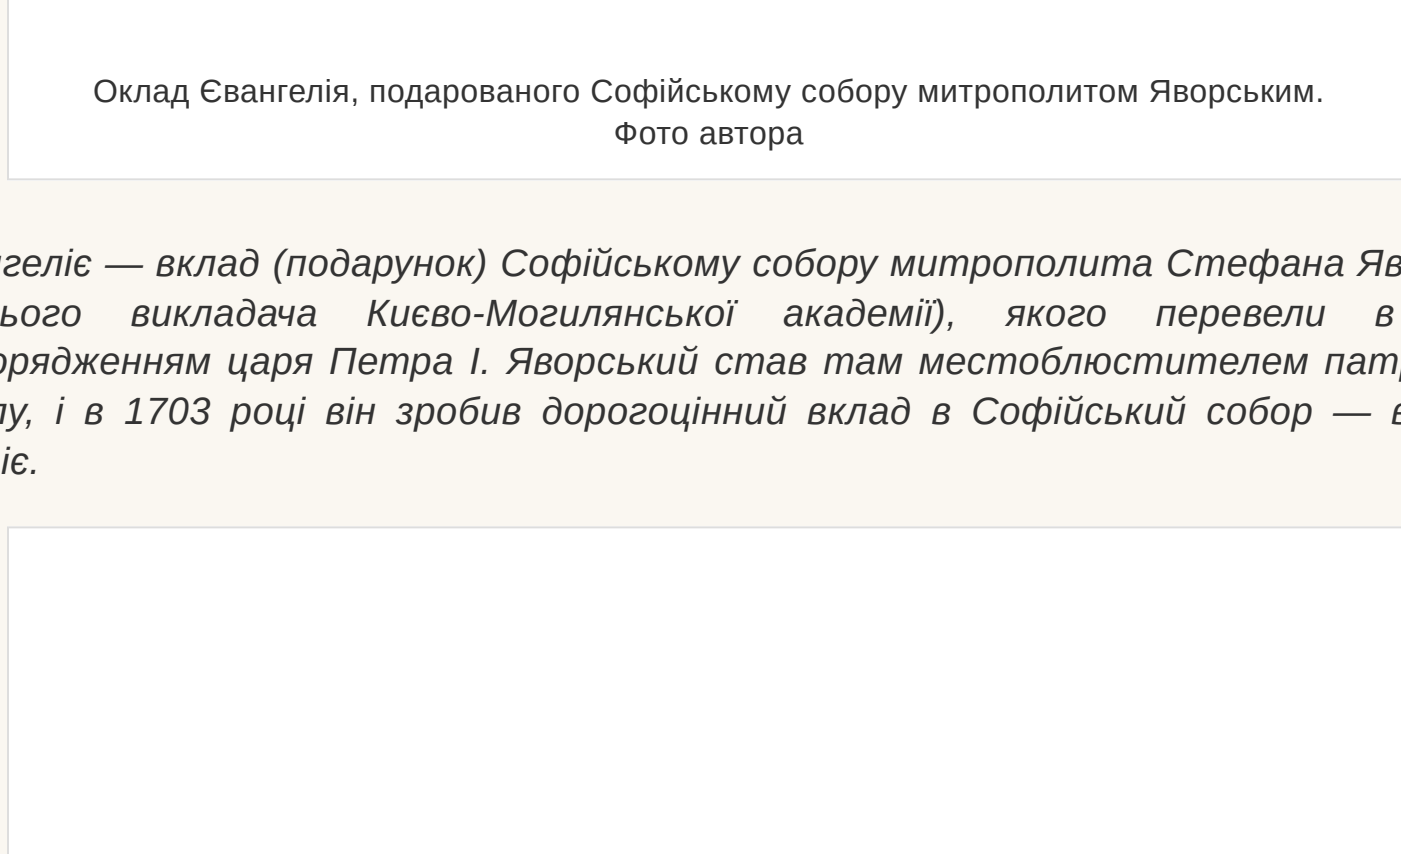 Оклад Євангелія, подарованого Софійському собору митрополитом Яворським.
Фото автора
нгеліє — вклад (подарунок) Софійському собору митрополита Стефана Яв
ього викладача Києво-Могилянської академії), якого перевели в
орядженням царя Петра І. Яворський став там местоблюстителем пат
лу, і в 1703 році він зробив дорогоцінний вклад в Софійський собор — в
іє.